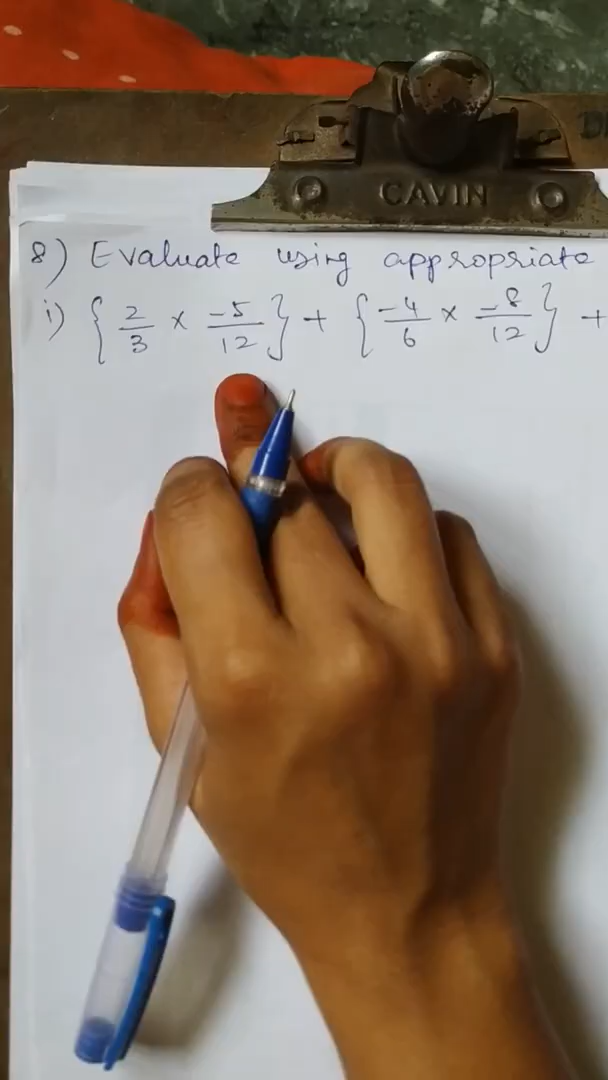 CAVIN
8) Evaluate using appropriate
i) { 2/3 × -5/12 } + { -4/6 × -8/12 } +